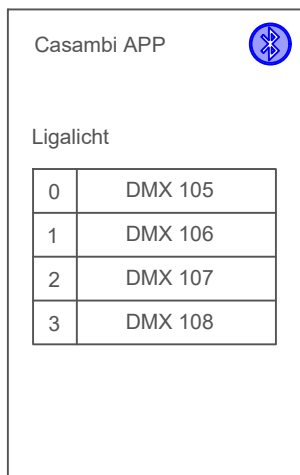 Casambi APP
Ligalicht
0 DMX 105
1 DMX 106
2 DMX 107
3 DMX 108